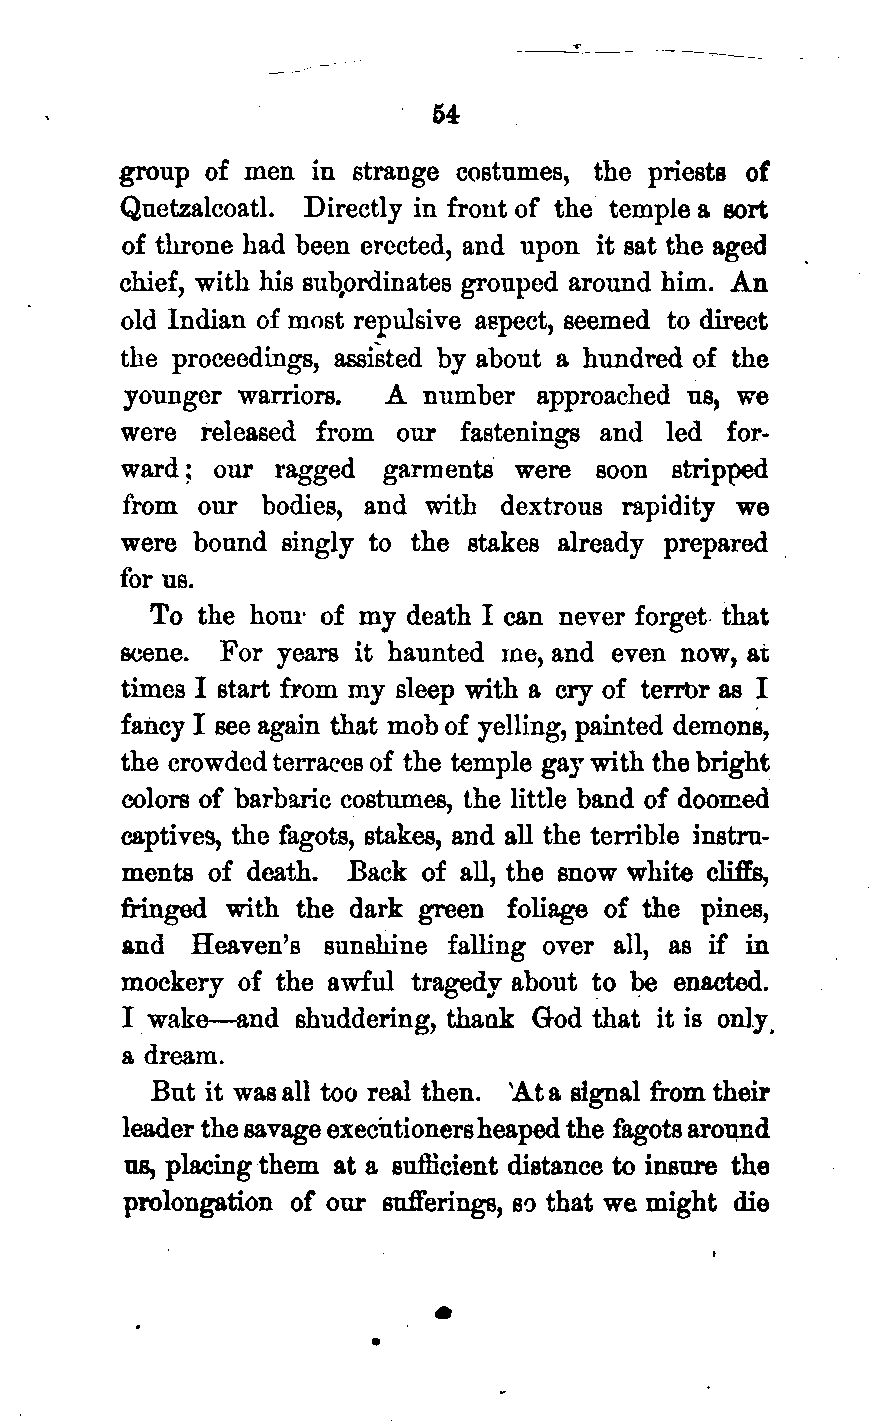 54
group of men in strange costumes, the priests of
Quetzalcoatl. Directly in front of the temple a sort
of throne had been erected, and upon it sat the aged
chief, with his subordinates grouped around him. An
old Indian of most repulsive aspect, seemed to direct
the proceedings, assisted by about a hundred of the
younger warriors. A number approached us, we
were released from our fastenings and led for-
ward; our ragged garments were soon stripped
from our bodies, and with dextrous rapidity we
were bound singly to the stakes already prepared
for us.
To the hour of my death I can never forget that
scene. For years it haunted me, and even now, at
times I start from my sleep with a cry of terror as I
fancy I see again that mob of yelling, painted demons,
the crowded terraces of the temple gay with the bright
colors of barbaric costumes, the little band of doomed
captives, the fagots, stakes, and all the terrible instru-
ments of death. Back of all, the snow white cliffs,
fringed with the dark green foliage of the pines,
and Heaven's sunshine falling over all, as if in
mockery of the awful tragedy about to be enacted.
I wake—and shuddering, thank God that it is only
a dream.
But it was all too real then. At a signal from their
leader the savage executioners heaped the fagots around
us, placing them at a sufficient distance to insure the
prolongation of our sufferings, so that we might die